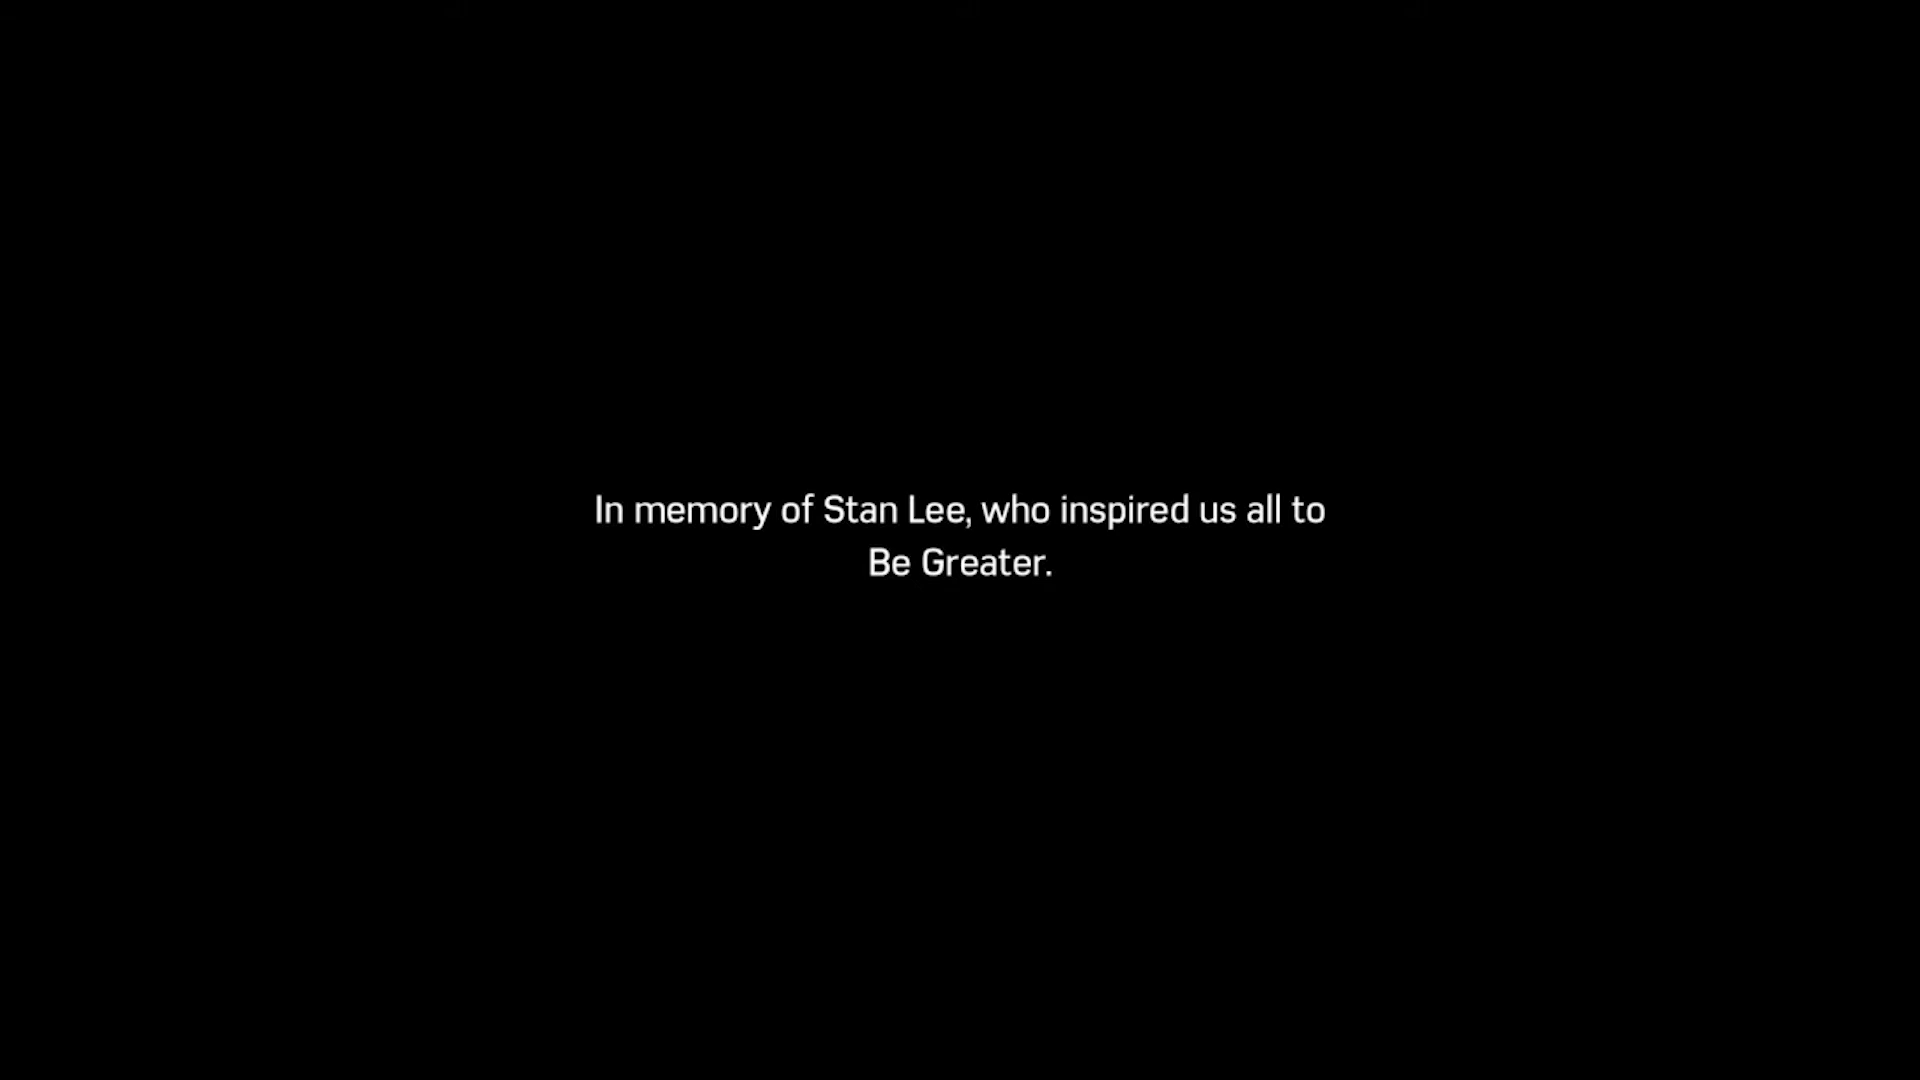 In memory of Stan Lee, who inspired us all to
Be Greater.